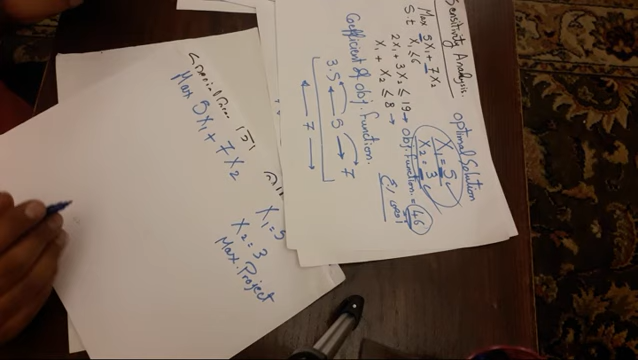 Sensitivity Analysis.
Max 5X₁ + 7X₂
S.t X₁ ≤ 6
2X₁ + 3X₂ ≤ 19 → obj. function = 46
X₁ + X₂ ≤ 8 →
optimal Solution
X₁ = 5
X₂ = 3
Coefficient of obj. function.
3.5 ← 5 → 7
← 7 →
Max 5X₁ + 7X₂
X₁ = 5
X₂ = 3
Max. Project